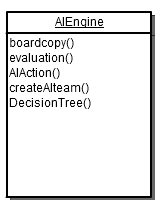 AIEngine
boardcopy()
evaluation()
AIAction()
createAIteam()
DecisionTree()